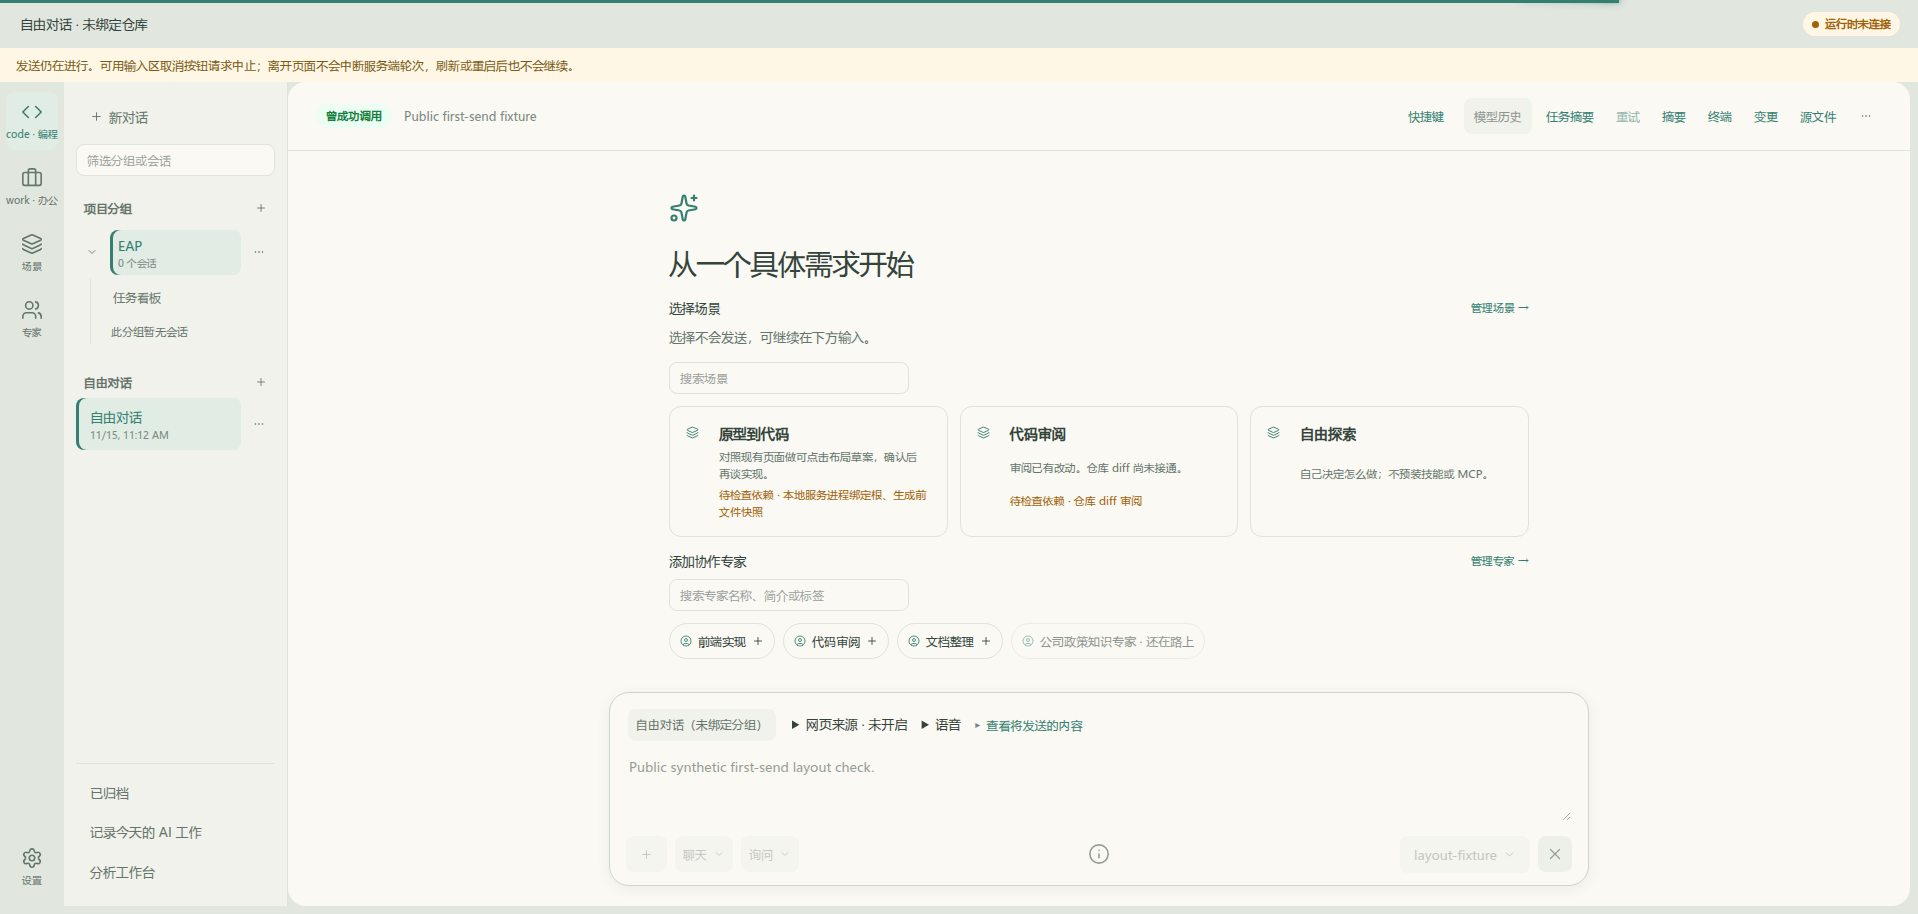 自由对话 · 未绑定仓库
运行时未连接
发送仍在进行。可用输入区取消按钮请求中止；离开页面不会中断服务端轮次，刷新或重启后也不会继续。
code · 编程
work · 办公
场景
专家
设置
+ 新对话
筛选分组或会话
项目分组 +
EAP
0 个会话
任务看板
此分组暂无会话
自由对话 +
自由对话
11/15, 11:12 AM
已归档
记录今天的 AI 工作
分析工作台
曾成功调用 Public first-send fixture
快捷键 模型历史 任务摘要 重试 摘要 终端 变更 源文件 ...
从一个具体需求开始
选择场景 管理场景 →
选择不会发送，可继续在下方输入。
搜索场景
原型到代码
对照现有页面做可点击布局草案，确认后
再谈实现。
待检查依赖 · 本地服务进程绑定根、生成前
文件快照
代码审阅
审阅已有改动。仓库 diff 尚未接通。
待检查依赖 · 仓库 diff 审阅
自由探索
自己决定怎么做；不预装技能或 MCP。
添加协作专家 管理专家 →
搜索专家名称、简介或标签
前端实现 + 代码审阅 + 文档整理 + 公司政策知识专家 · 还在路上
自由对话（未绑定分组） ▶ 网页来源 · 未开启 ▶ 语音 ▸ 查看将发送的内容
Public synthetic first-send layout check.
+ 聊天 询问 layout-fixture